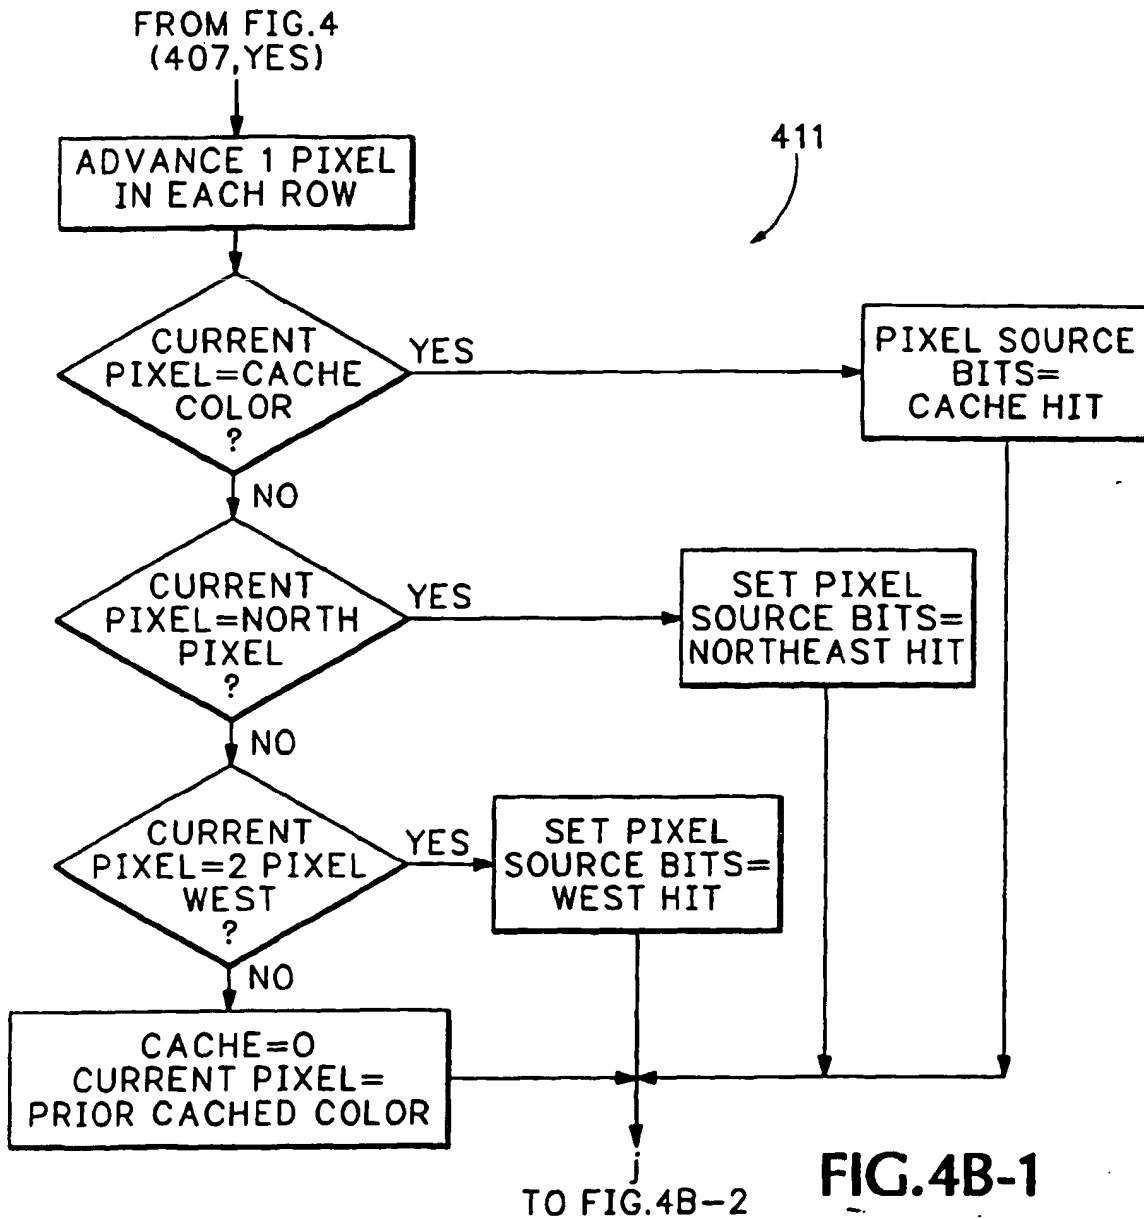 FROM FIG.4
(407,YES)
ADVANCE 1 PIXEL
IN EACH ROW
411
CURRENT
PIXEL=CACHE
COLOR
?
YES
PIXEL SOURCE
BITS=
CACHE HIT
NO
CURRENT
PIXEL=NORTH
PIXEL
?
YES
SET PIXEL
SOURCE BITS=
NORTHEAST HIT
NO
CURRENT
PIXEL=2 PIXEL
WEST
?
YES
SET PIXEL
SOURCE BITS=
WEST HIT
NO
CACHE=0
CURRENT PIXEL=
PRIOR CACHED COLOR
j
TO FIG.4B-2
FIG.4B-1